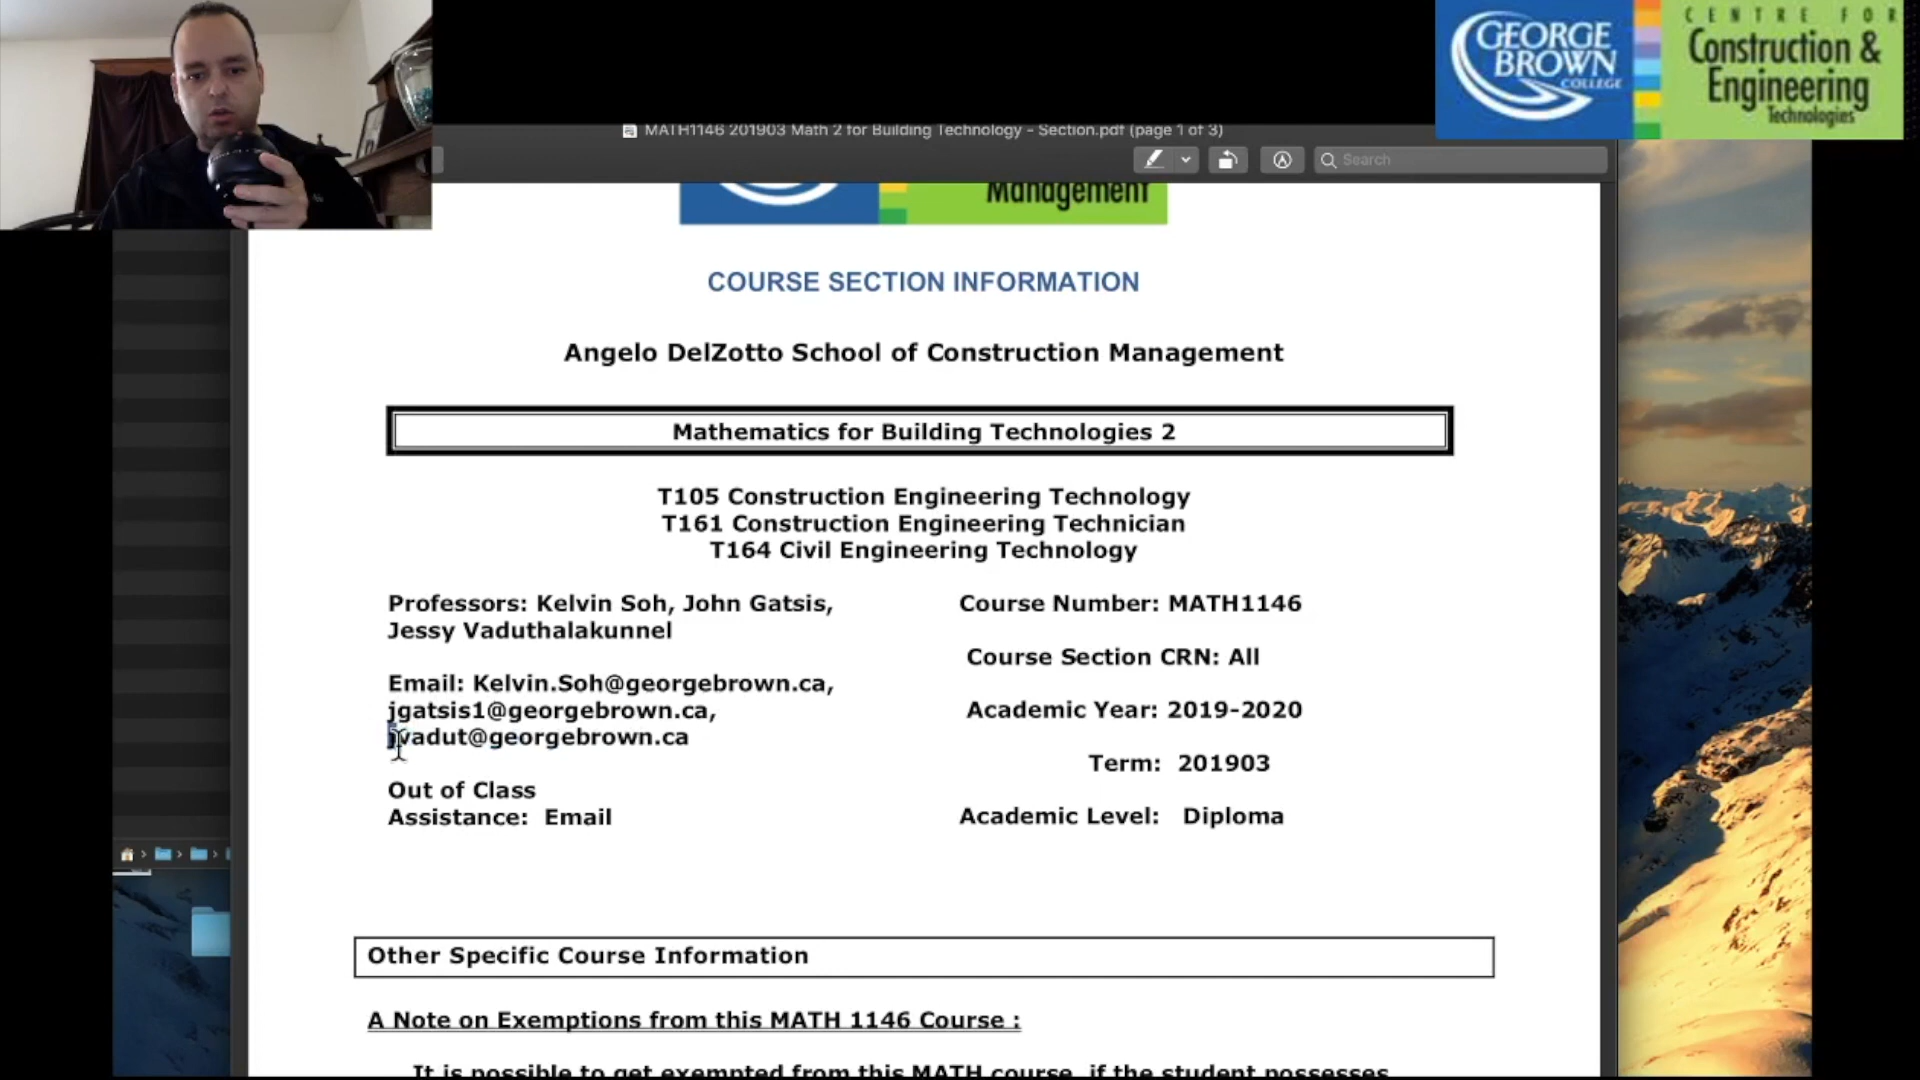 GEORGE
BROWN
COLLEGE
CENTRE FOR
Construction &
Engineering
Technologies
MATH1146 201903 Math 2 for Building Technology - Section.pdf (page 1 of 3)
Search
Management
COURSE SECTION INFORMATION
Angelo DelZotto School of Construction Management
Mathematics for Building Technologies 2
T105 Construction Engineering Technology
T161 Construction Engineering Technician
T164 Civil Engineering Technology
Professors: Kelvin Soh, John Gatsis,
Jessy Vaduthalakunnel
Email: Kelvin.Soh@georgebrown.ca,
jgatsis1@georgebrown.ca,
jvadut@georgebrown.ca
Out of Class
Assistance: Email
Course Number: MATH1146
Course Section CRN: All
Academic Year: 2019-2020
Term: 201903
Academic Level: Diploma
Other Specific Course Information
A Note on Exemptions from this MATH 1146 Course :
It is possible to get exempted from this MATH course, if the student possesses